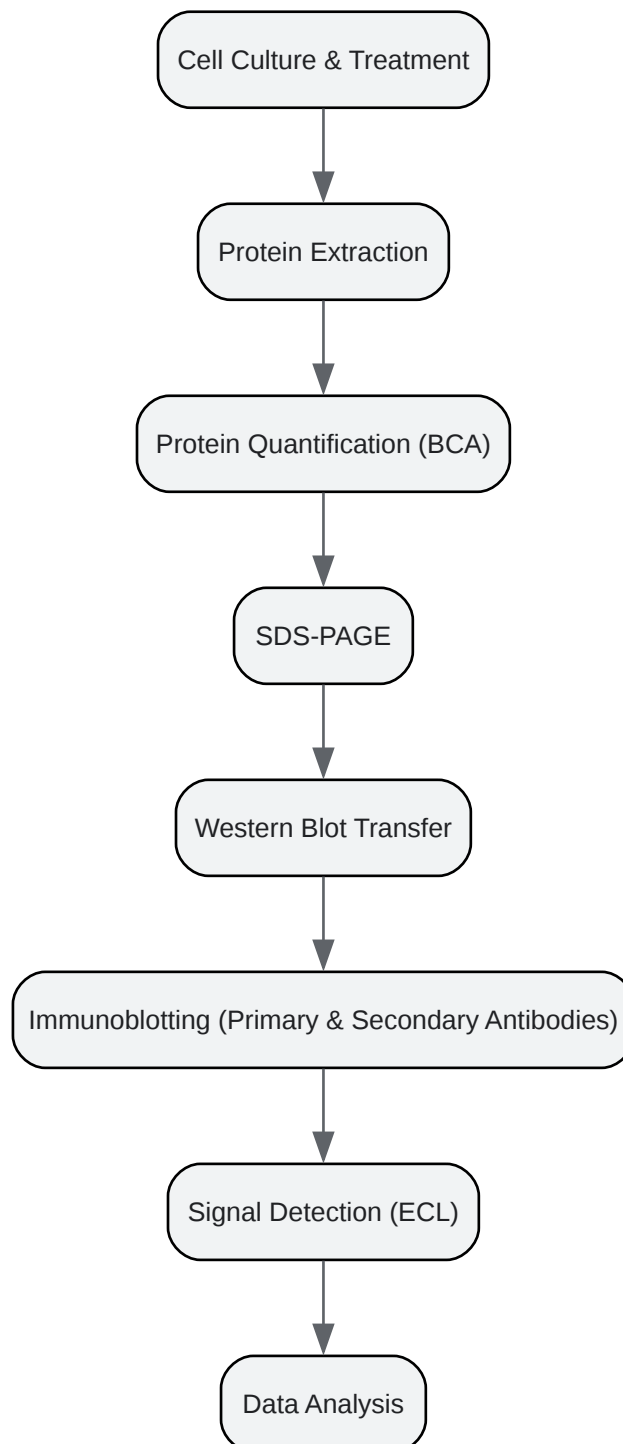 Cell Culture & Treatment
Protein Extraction
Protein Quantification (BCA)
SDS-PAGE
Western Blot Transfer
Immunoblotting (Primary & Secondary Antibodies)
Signal Detection (ECL)
Data Analysis